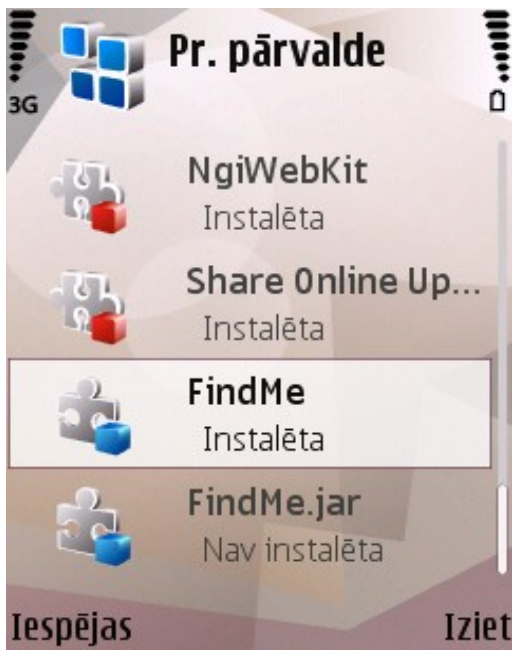 3G
Pr. pārvalde
NgiWebKit
Instalēta
Share Online Up...
Instalēta
FindMe
Instalēta
FindMe.jar
Nav instalēta
Iespējas
Iziet